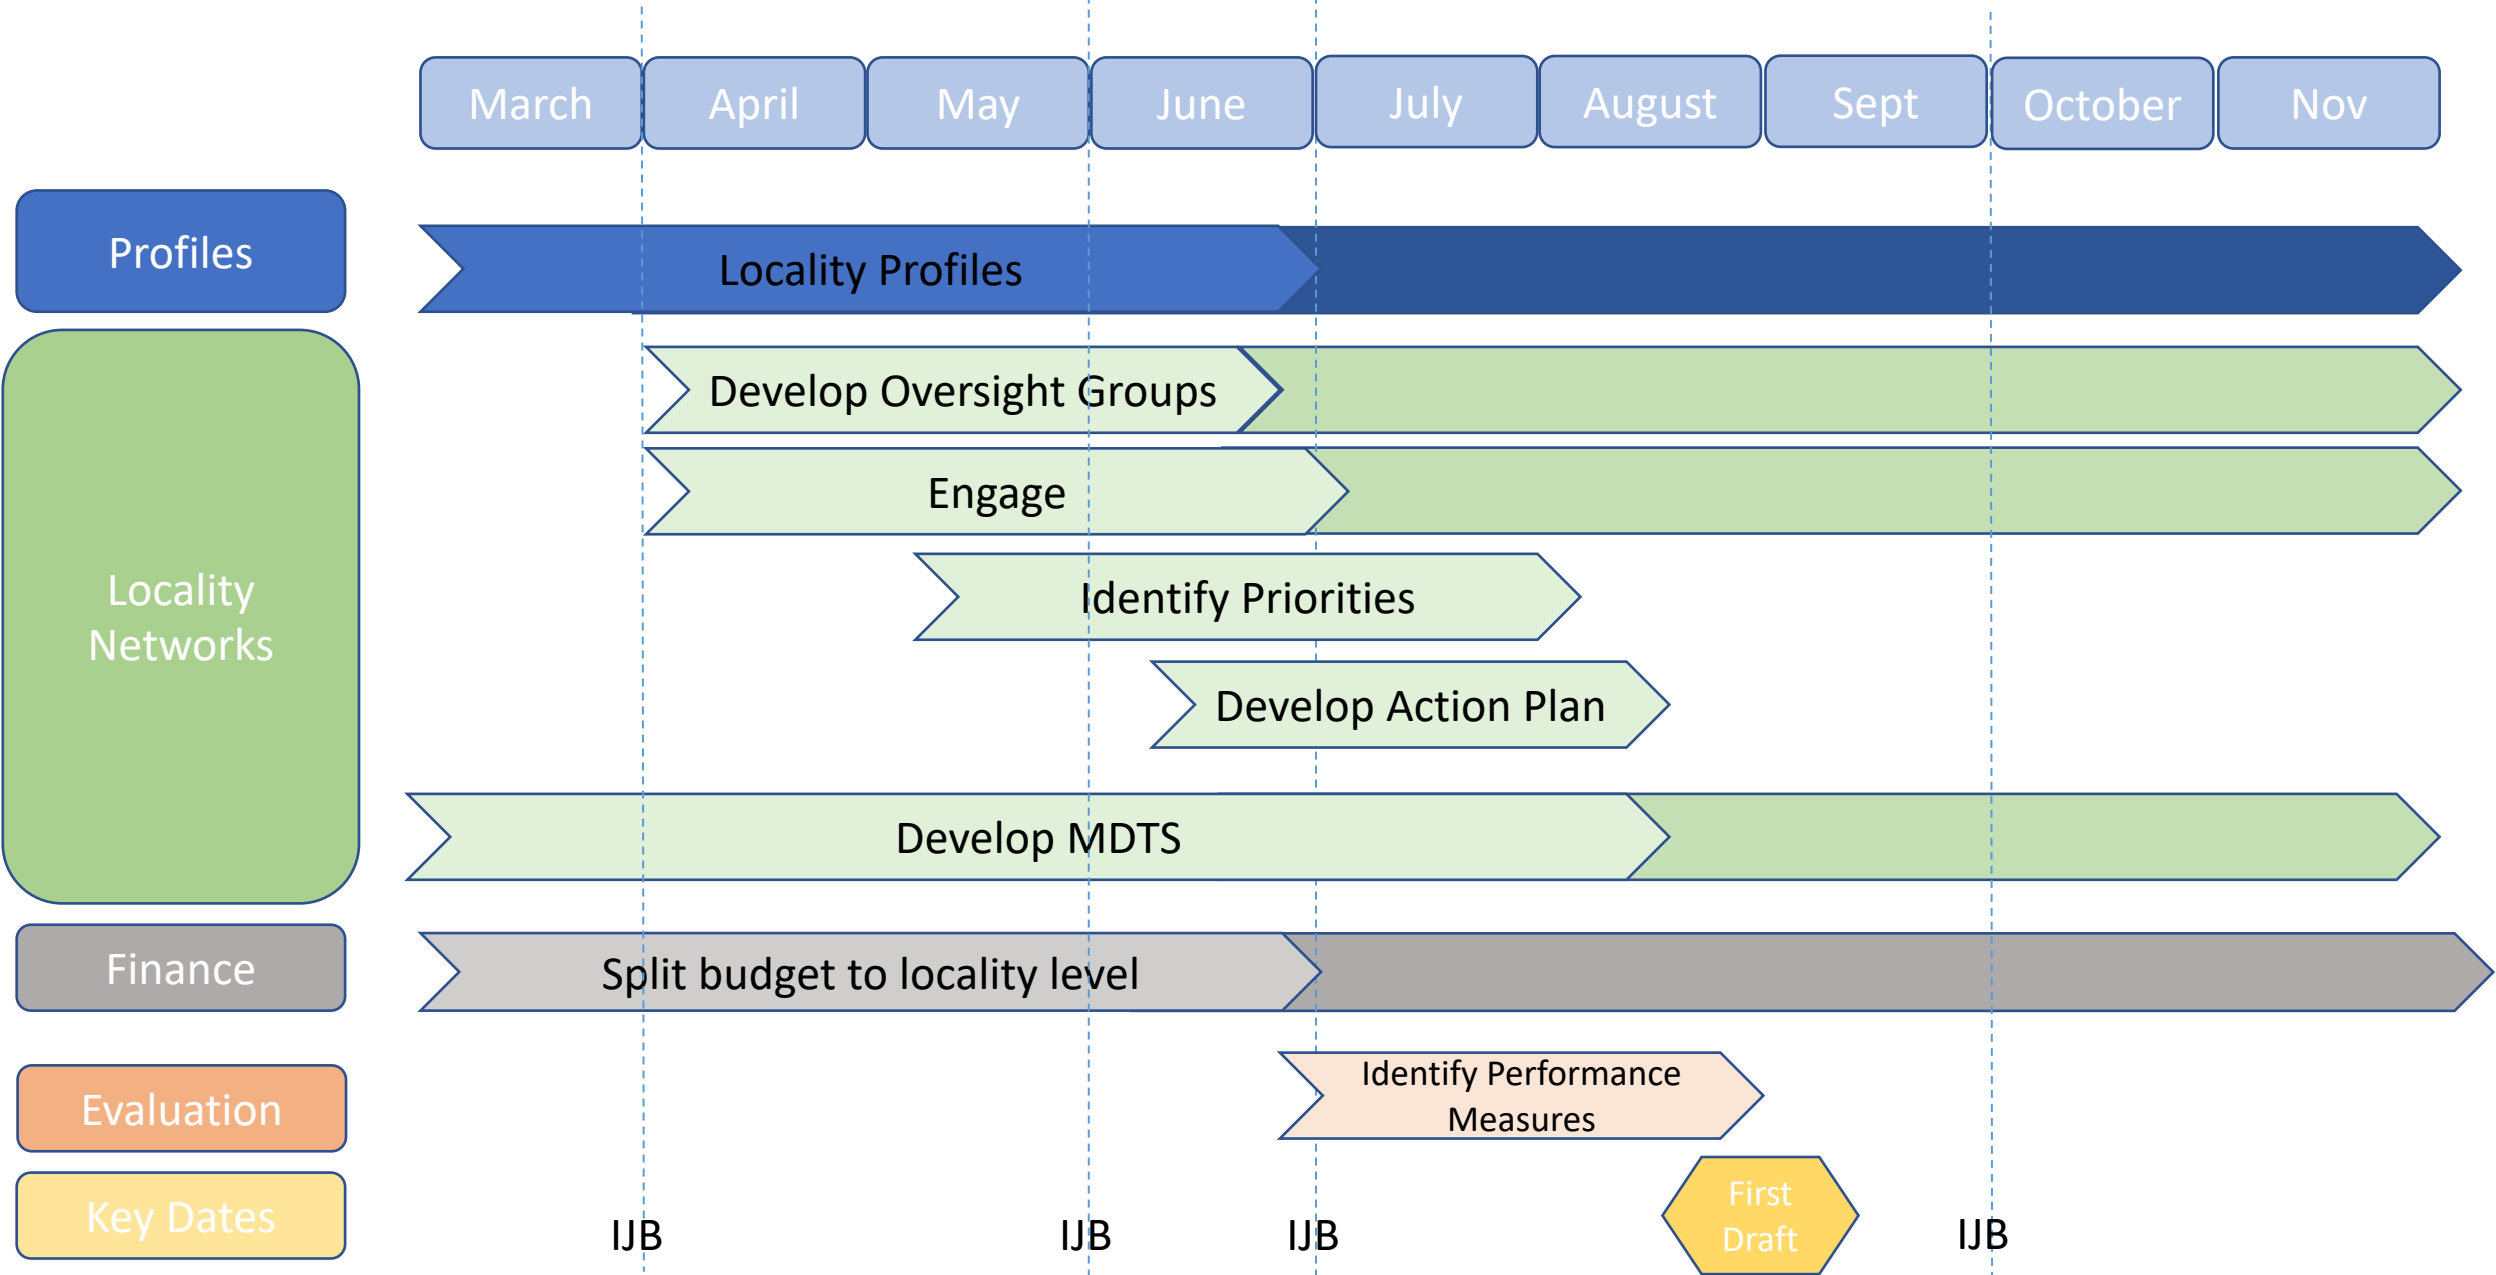 March April May June July August Sept October Nov
Profiles
Locality Profiles
Locality
Networks
Develop Oversight Groups
Engage
Identify Priorities
Develop Action Plan
Develop MDTS
Finance
Split budget to locality level
Evaluation
Identify Performance
Measures
Key Dates
IJB IJB IJB
First
Draft
IJB